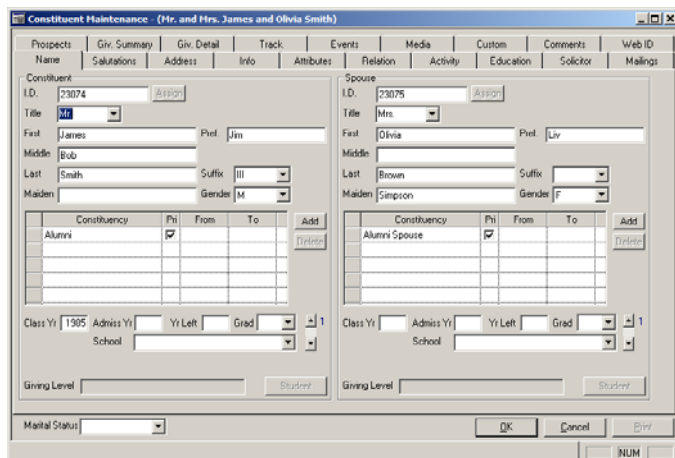 Constituent Maintenance - (Mr. and Mrs. James and Olivia Smith)
Prospects Giv. Summary Giv. Detail Track Events Media Custom Comments Web ID
Name Salutations Address Info Attributes Relation Activity Education Solicitor Mailings
Constituent
I.D. 23074 Assign
Title Mr.
First James Pref. Jim
Middle Bob
Last Smith Suffix III
Maiden Gender M
Constituency Pri From To Add
Alumni Delete
Class Yr 1985 Admiss Yr Yr Left Grad 1
School
Giving Level Student
Spouse
I.D. 23075 Assign
Title Mrs.
First Olivia Pref. Liv
Middle
Last Brown Suffix
Maiden Simpson Gender F
Constituency Pri From To Add
Alumni Spouse Delete
Class Yr Admiss Yr Yr Left Grad 1
School
Giving Level Student
Marital Status OK Cancel Print
NUM